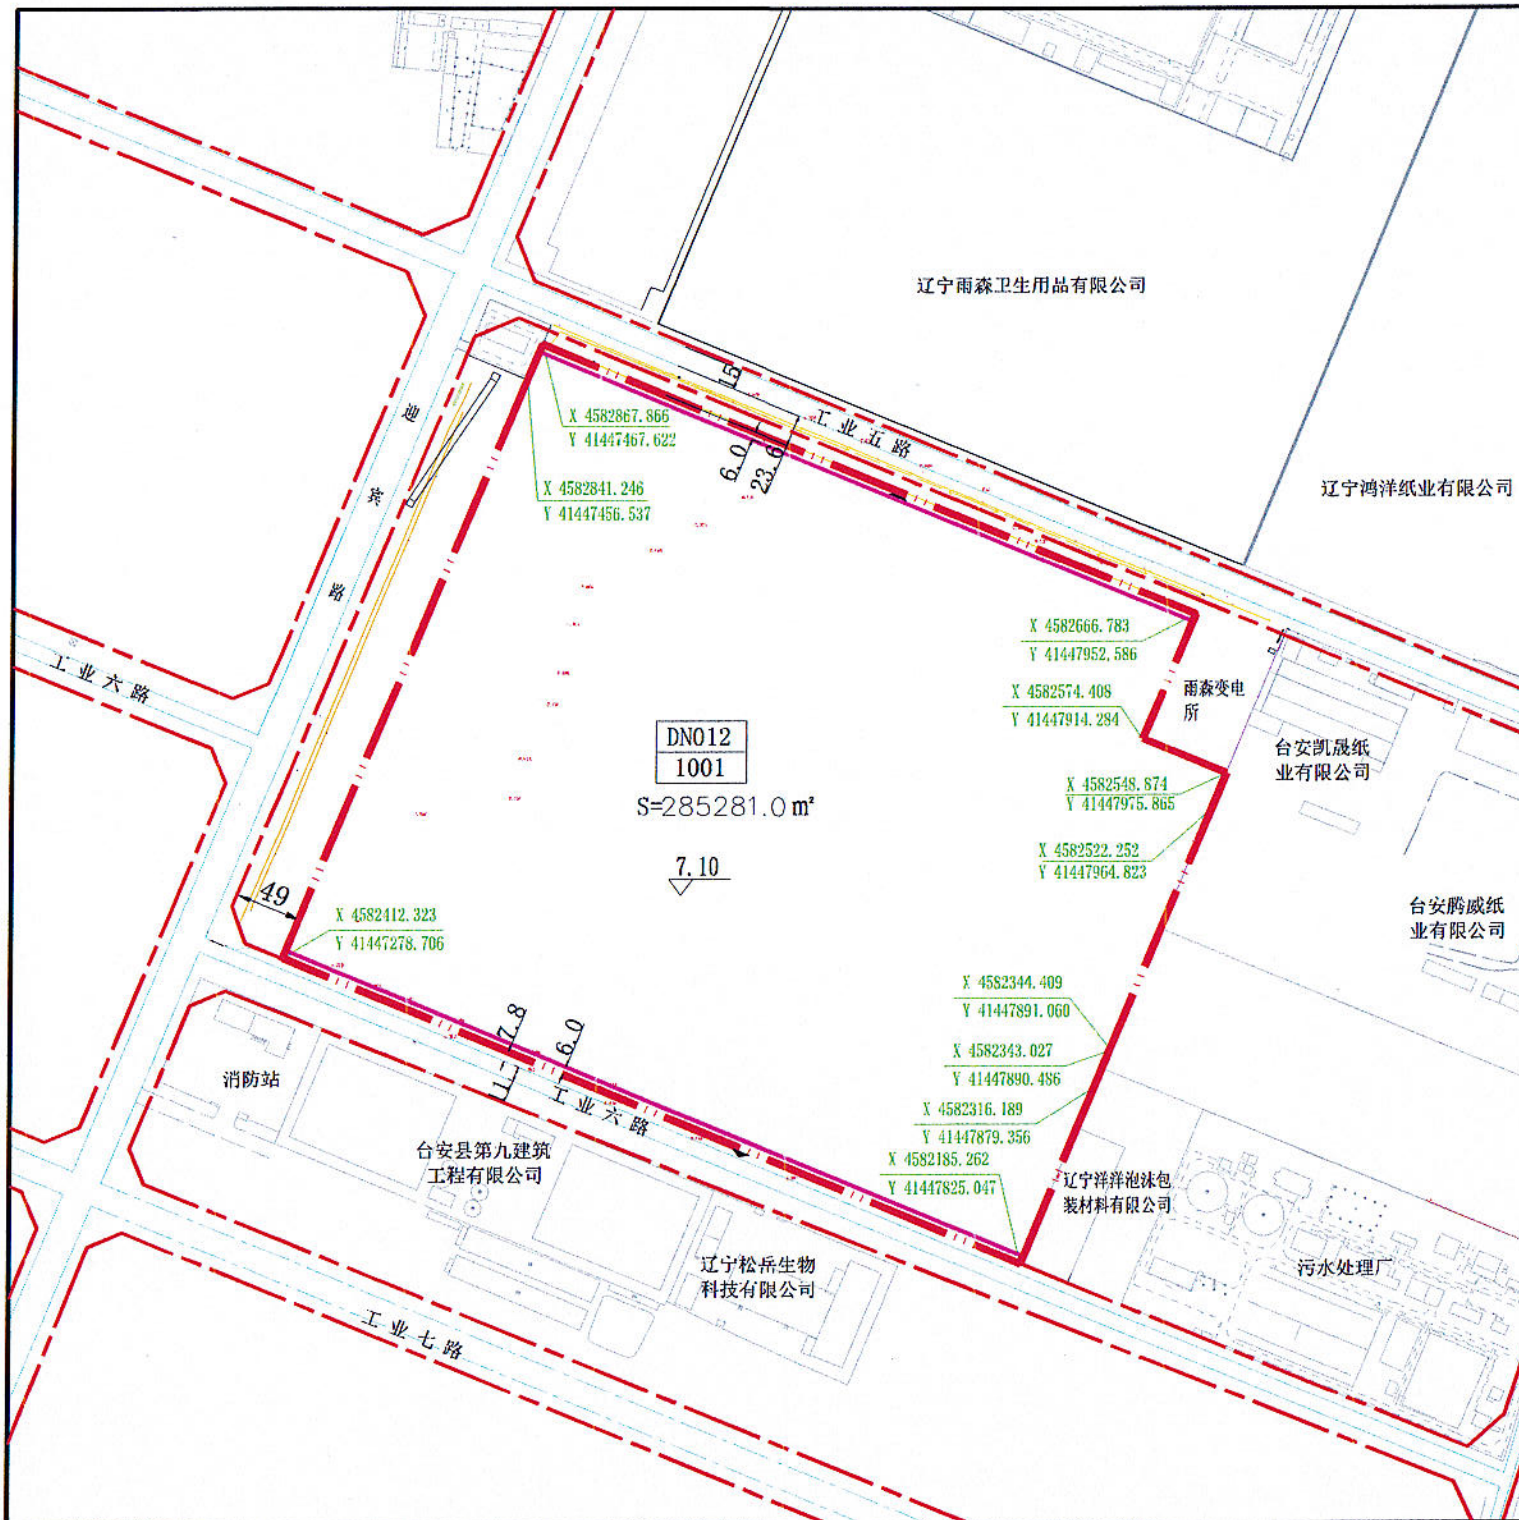 辽宁雨森卫生用品有限公司
15
X 4582867.866
Y 41447467.622
迎宾路
工业五路
6.0
23.6
X 4582841.246
Y 41447456.537
辽宁鸿洋纸业有限公司
X 4582666.783
Y 41447952.586
工业六路
X 4582574.408
Y 41447914.284
雨森变电
所
DN012
1001
S=285281.0㎡
台安凯晟纸
业有限公司
X 4582548.874
Y 41447975.865
7.10
X 4582522.252
Y 41447964.823
49
X 4582412.323
Y 41447278.706
台安腾威纸
业有限公司
X 4582344.409
Y 41447891.060
7.8
6.0
11
工业六路
X 4582343.027
Y 41447890.486
消防站
X 4582316.189
Y 41447879.356
台安县第九建筑
工程有限公司
X 4582185.262
Y 41447825.047
辽宁洋洋泡沫包
装材料有限公司
辽宁松岳生物
科技有限公司
污水处理厂
工业七路